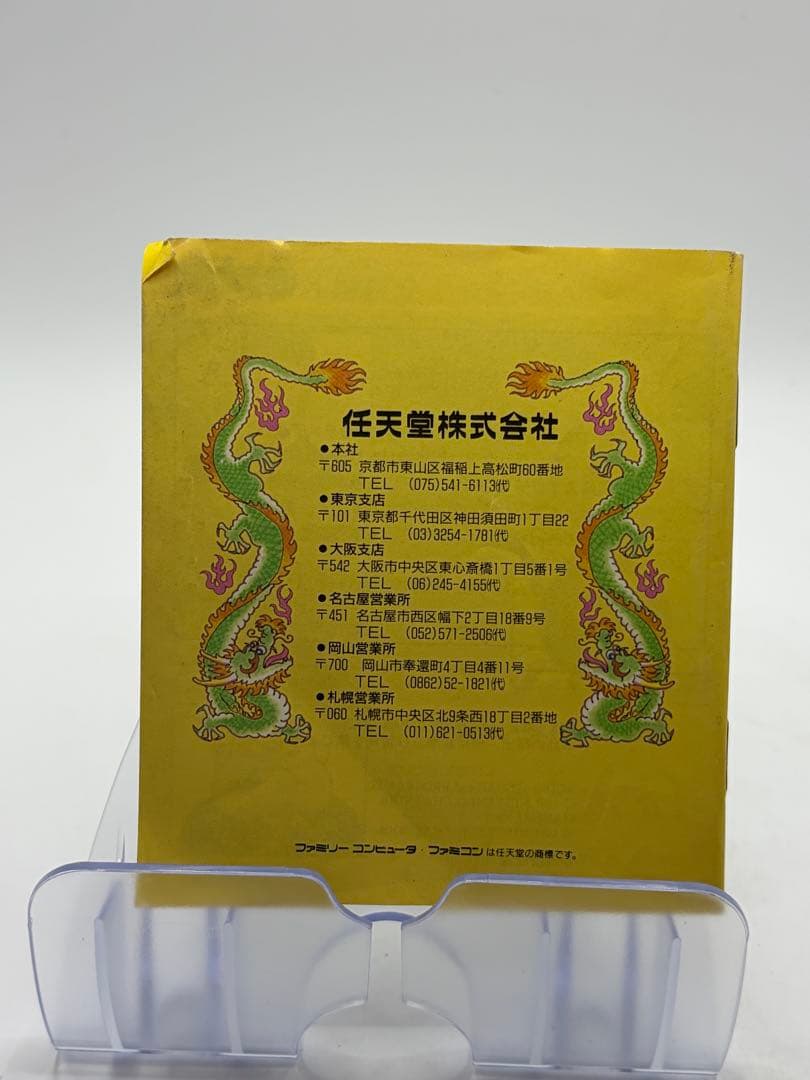 任天堂株式会社
●本社
〒605 京都市東山区福稲上高松町60番地
TEL (075)541-6113代
●東京支店
〒101 東京都千代田区神田須田町1丁目22
TEL (03)3254-1781代
●大阪支店
〒542 大阪市中央区東心斎橋1丁目5番1号
TEL (06)245-4155代
●名古屋営業所
〒451 名古屋市西区幅下2丁目18番9号
TEL (052)571-2506代
●岡山営業所
〒700 岡山市奉還町4丁目4番11号
TEL (0862)52-1821代
●札幌営業所
〒060 札幌市中央区北9条西18丁目2番地
TEL (011)621-0513代
ファミリーコンピュータ・ファミコンは任天堂の商標です。